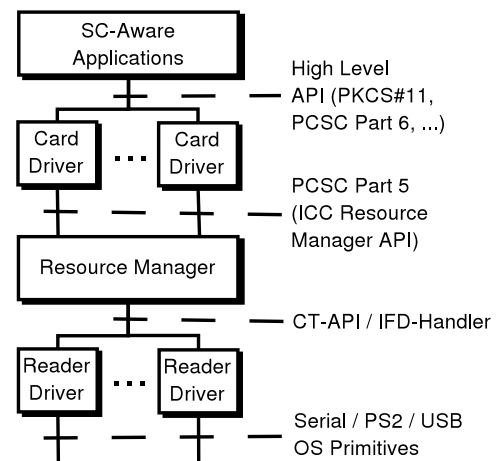 SC-Aware
Applications
High Level
API (PKCS#11,
PCSC Part 6, ...)
Card
Driver
...
Card
Driver
PCSC Part 5
(ICC Resource
Manager API)
Resource Manager
CT-API / IFD-Handler
Reader
Driver
...
Reader
Driver
Serial / PS2 / USB
OS Primitives